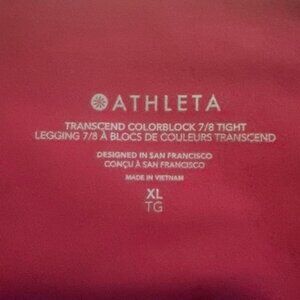 ATHLETA
TRANSCEND COLORBLOCK 7/8 TIGHT
LEGGING 7/8 À BLOCS DE COULEURS TRANSCEND
DESIGNED IN SAN FRANCISCO
CONÇU À SAN FRANCISCO
MADE IN VIETNAM
XL
TG